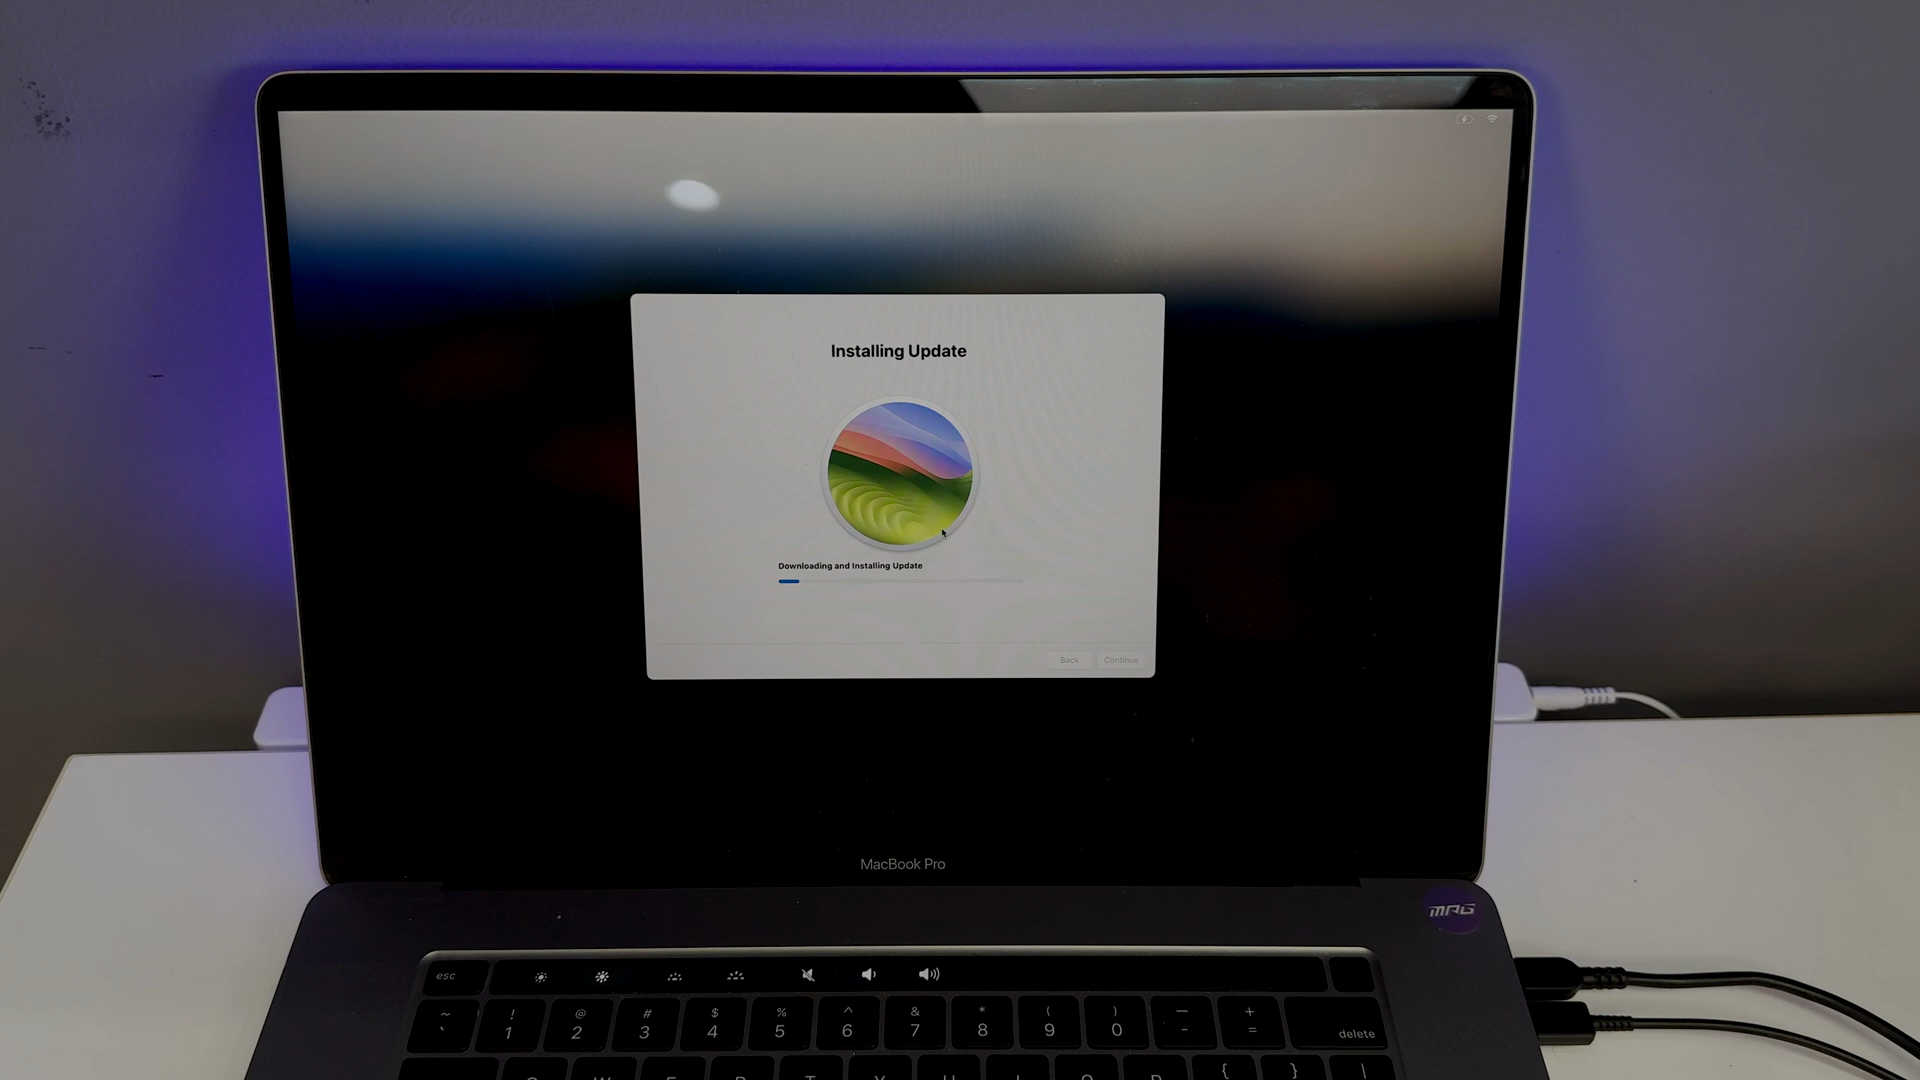 Installing Update
Downloading and Installing Update
Back Continue
MacBook Pro
MPG
esc
~ ! @ # $ % ^ & * ( ) — +
` 1 2 3 4 5 6 7 8 9 0 - = delete
{ } |